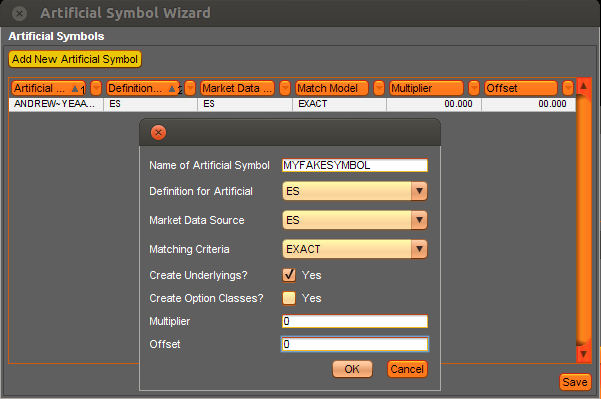 Artificial Symbol Wizard
Artificial Symbols
Add New Artificial Symbol
Artificial ... 1 Definition... 2 Market Data ... Match Model Multiplier Offset
ANDREW~YEAA... ES ES EXACT 00.000 00.000
Name of Artificial Symbol MYFAKESYMBOL
Definition for Artificial ES
Market Data Source ES
Matching Criteria EXACT
Create Underlyings? Yes
Create Option Classes? Yes
Multiplier 0
Offset 0
OK Cancel
Save